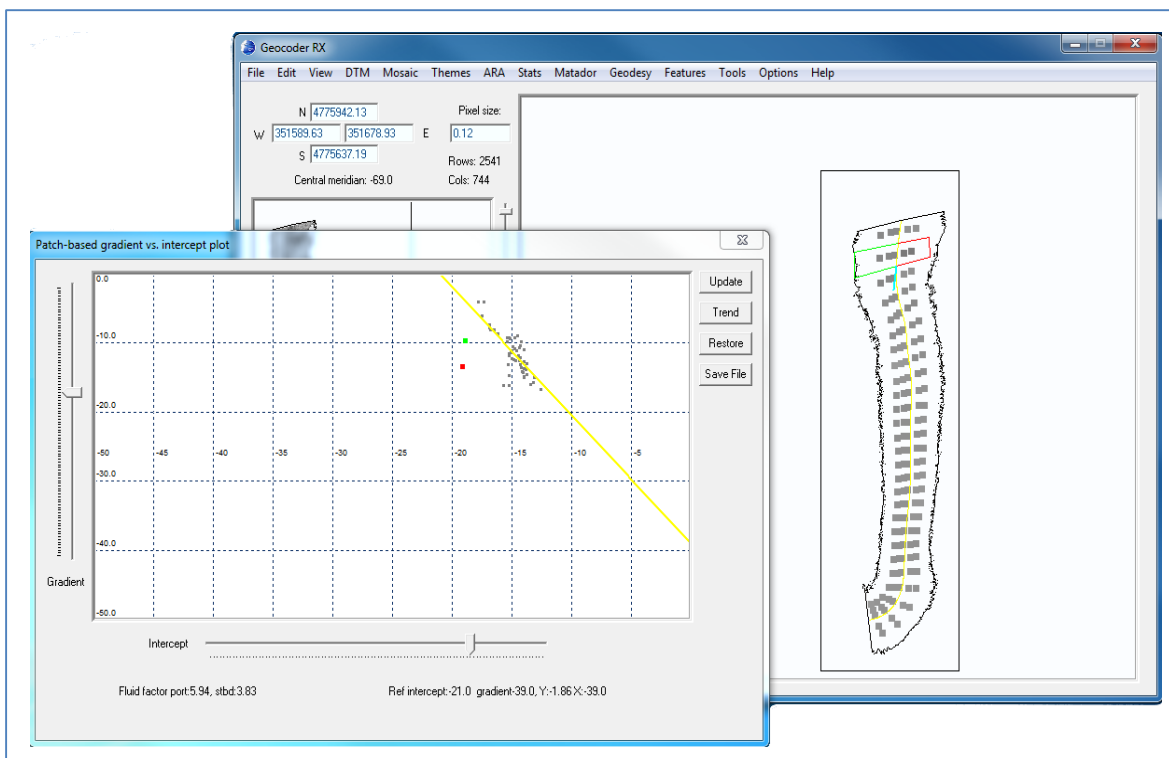 Geocoder RX
File Edit View DTM Mosaic Themes ARA Stats Matador Geodesy Features Tools Options Help
N 4775942.13 Pixel size:
W 351589.63 351678.93 E 0.12
S 4775637.19 Rows: 2541
Central meridian: -69.0 Cols: 744
Patch-based gradient vs. intercept plot
0.0
Update
Trend
-10.0
Restore
Save File
-20.0
-50 -45 -40 -35 -30 -25 -20 -15 -10 -5
-30.0
-40.0
Gradient
-50.0
Intercept
Fluid factor port:5.94, stbd:3.83 Ref intercept:-21.0 gradient-39.0, Y:-1.86 X:-39.0